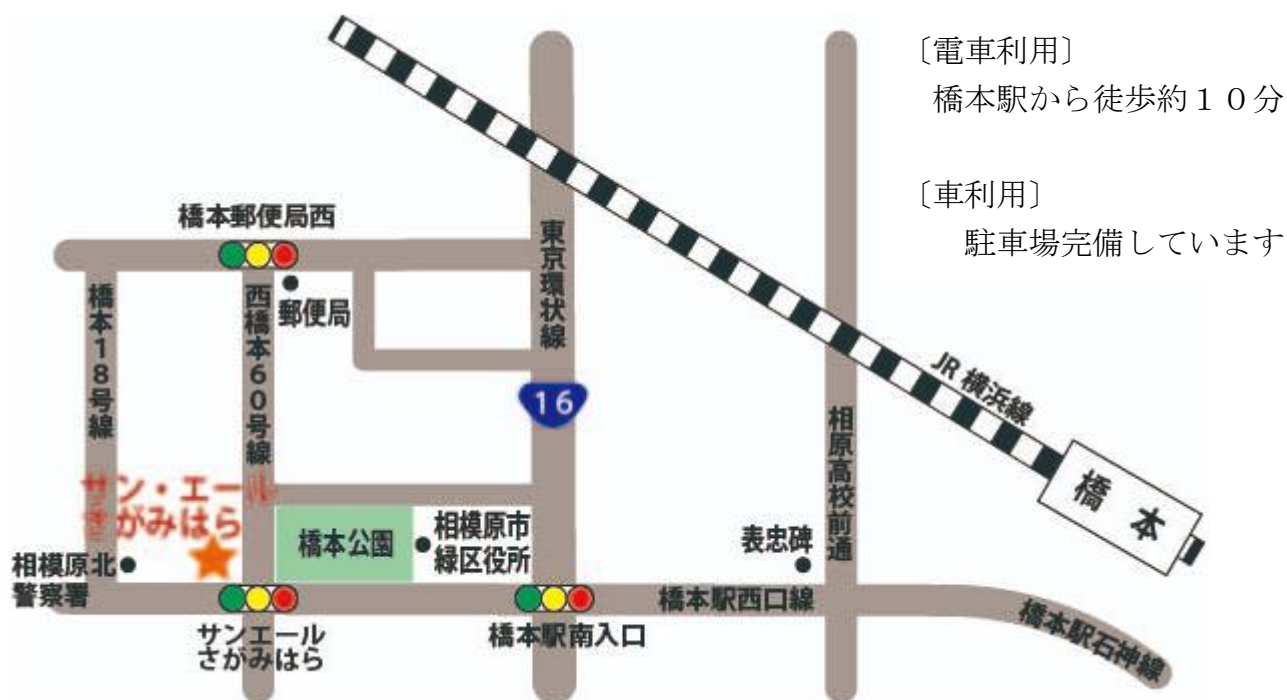 〔電車利用〕
橋本駅から徒歩約１０分
〔車利用〕
駐車場完備しています
橋本郵便局西
郵便局
東京環状線
橋本18号線
西橋本60号線
16
JR 横浜線
橋本
相原高校前通
サン・エール
さがみはら
橋本公園
相模原市
緑区役所
表忠碑
相模原北
警察署
橋本駅西口線
橋本駅石神線
サンエール
さがみはら
橋本駅南入口